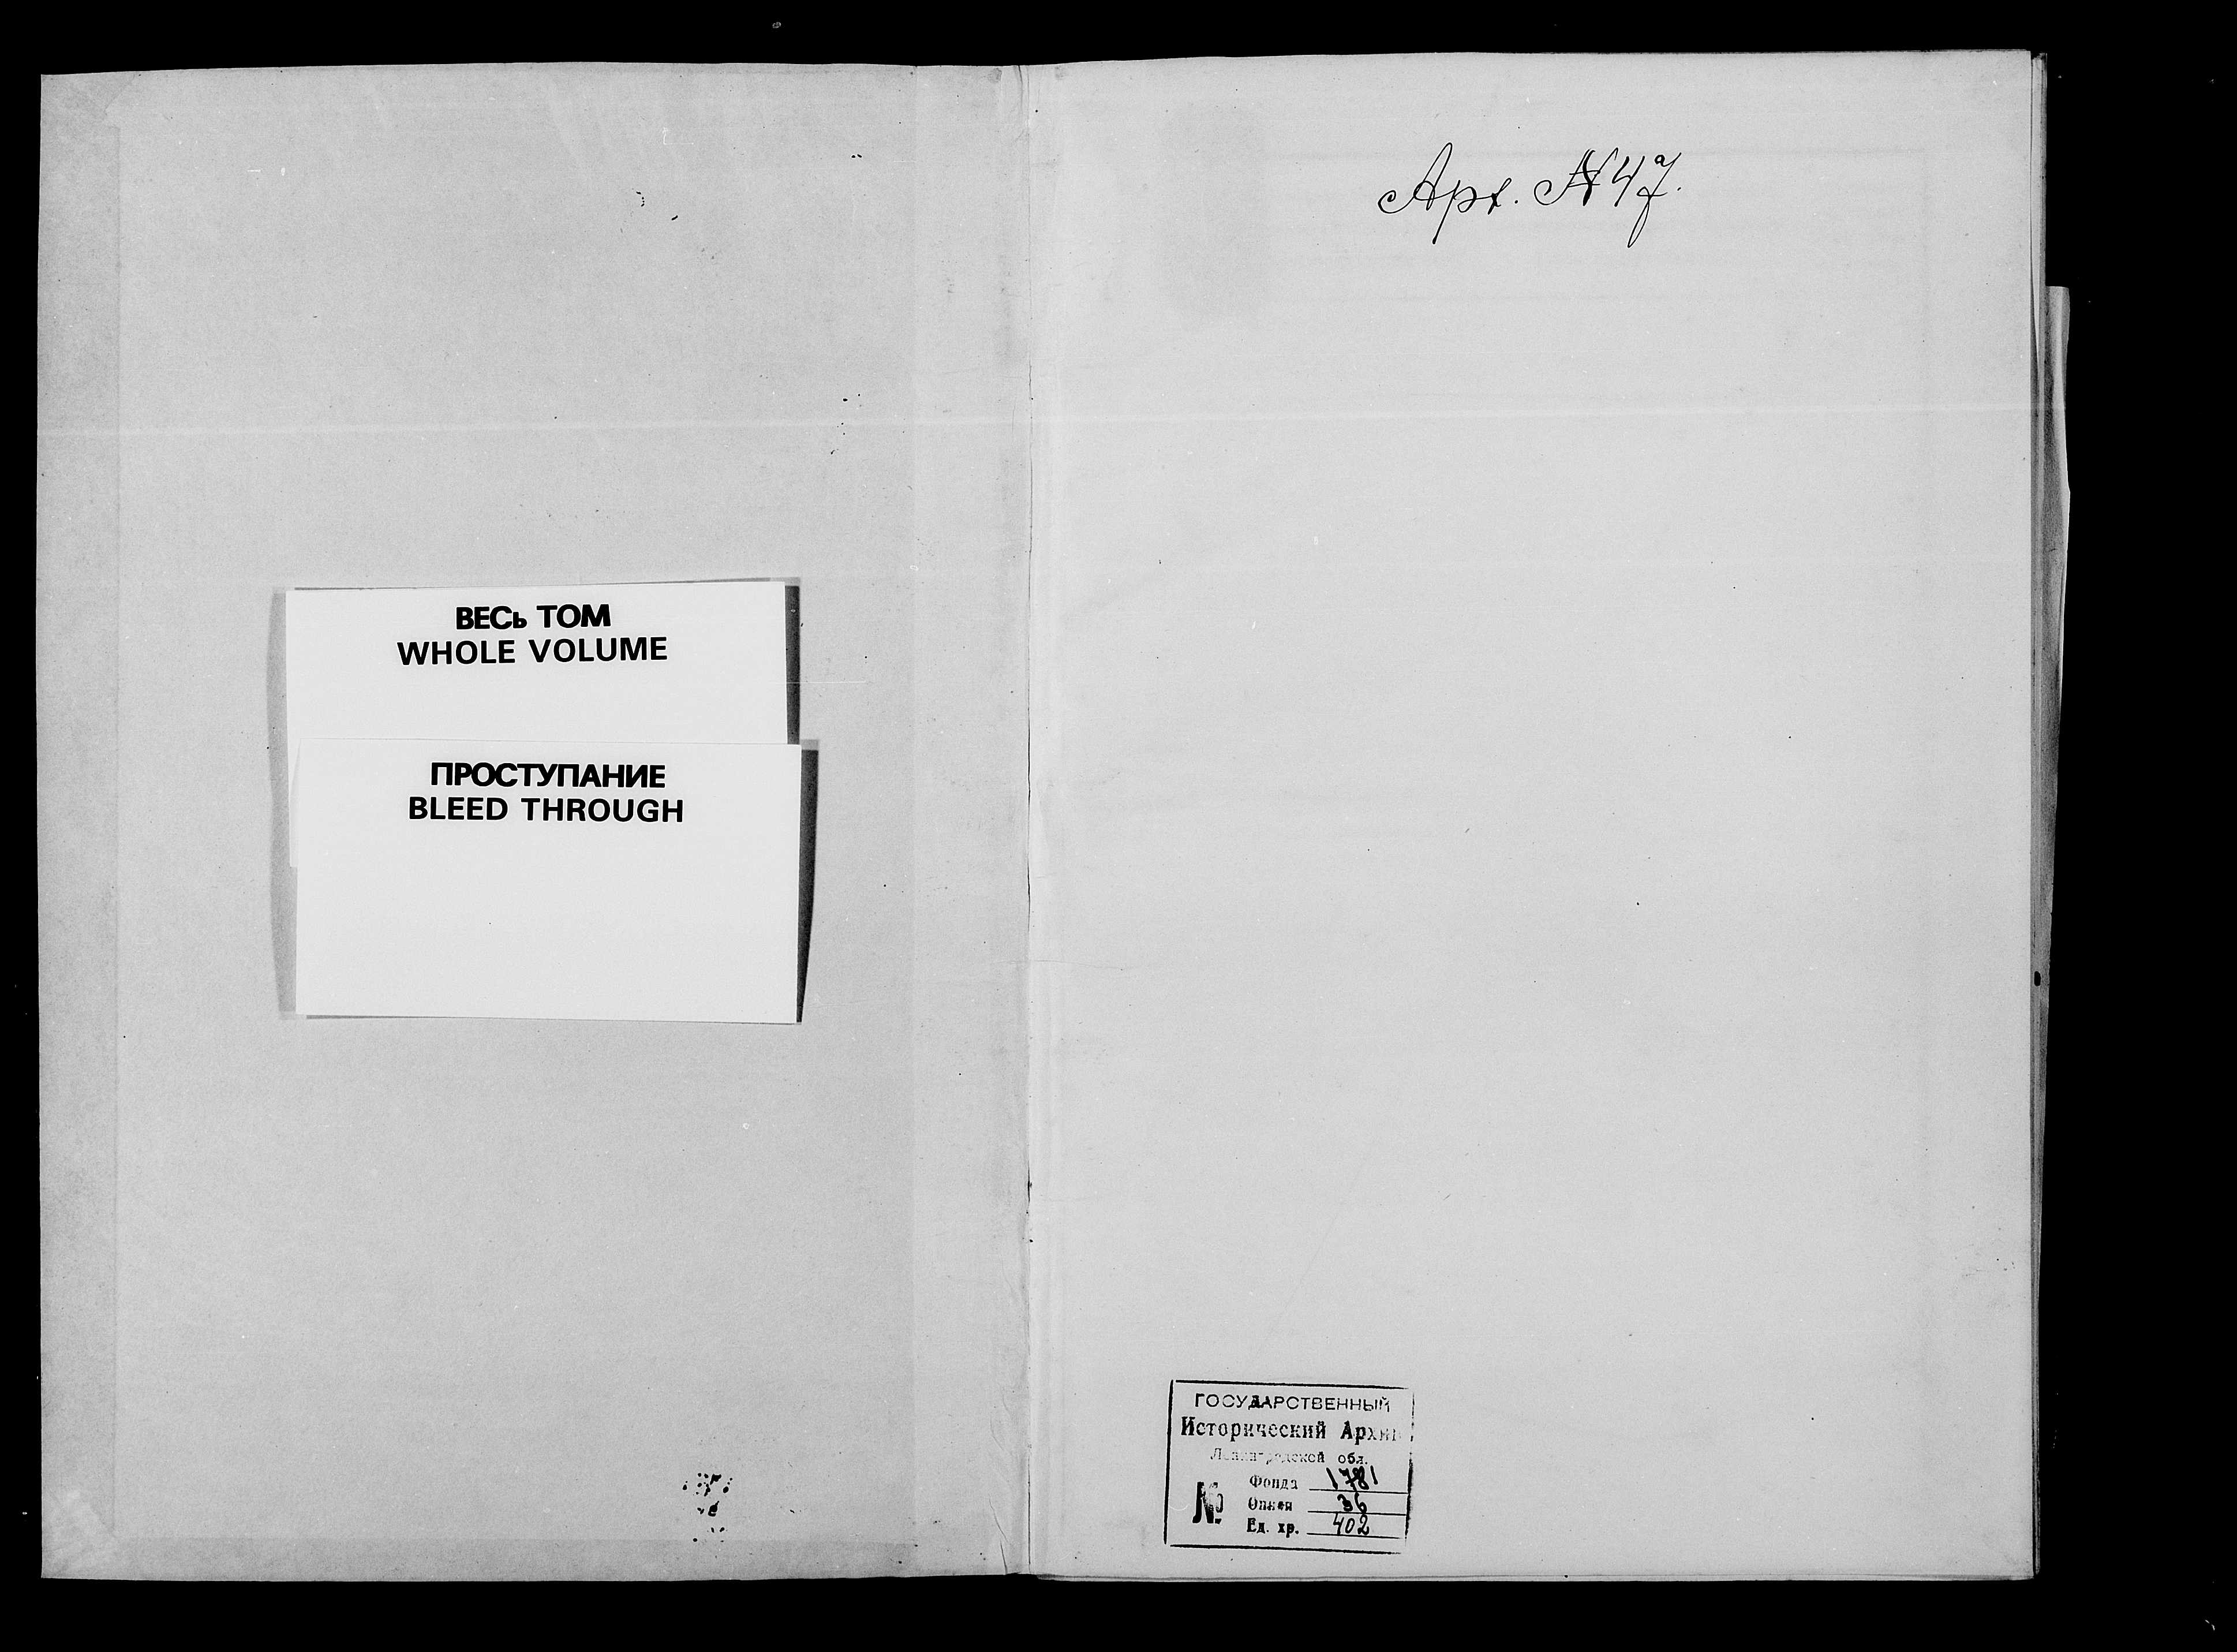 ВЕСЬ ТОМ
WHOLE VOLUME
ПРОСТУПАНИЕ
BLEED THROUGH
Арх. №47.
ГОСУДАРСТВЕННЫЙ
Исторический Архив
Ленинградской обл.
№
Фонда 1781
Описи 36
Ед. хр. 402